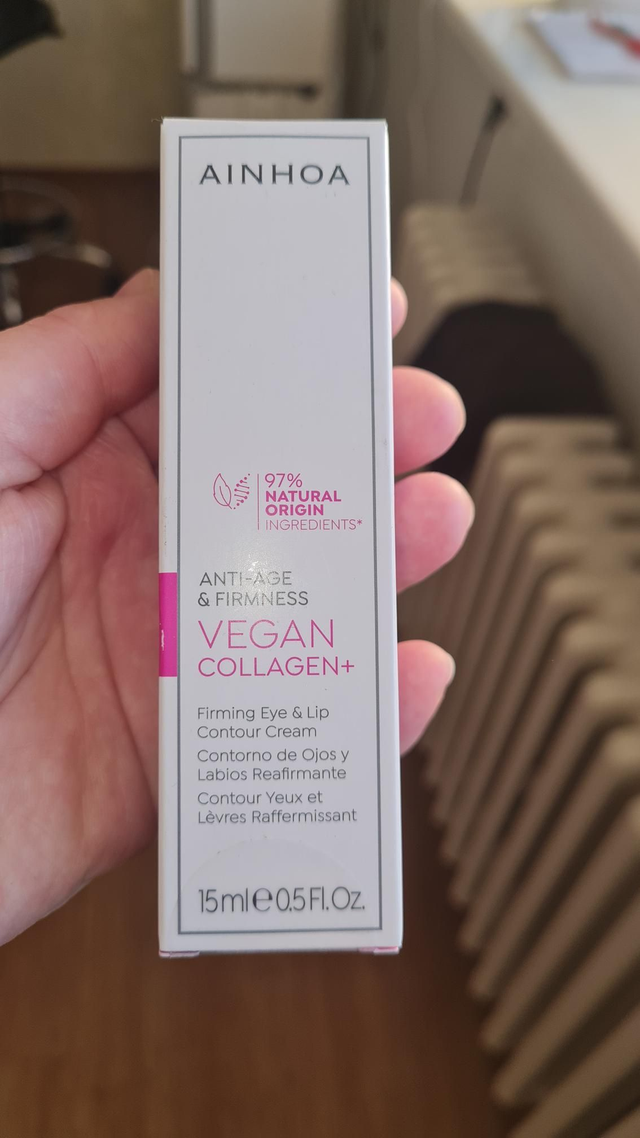 AINHOA
97%
NATURAL
ORIGIN
INGREDIENTS*
ANTI-AGE
& FIRMNESS
VEGAN
COLLAGEN+
Firming Eye & Lip
Contour Cream
Contorno de Ojos y
Labios Reafirmante
Contour Yeux et
Lèvres Raffermissant
15ml℮0.5Fl.Oz.